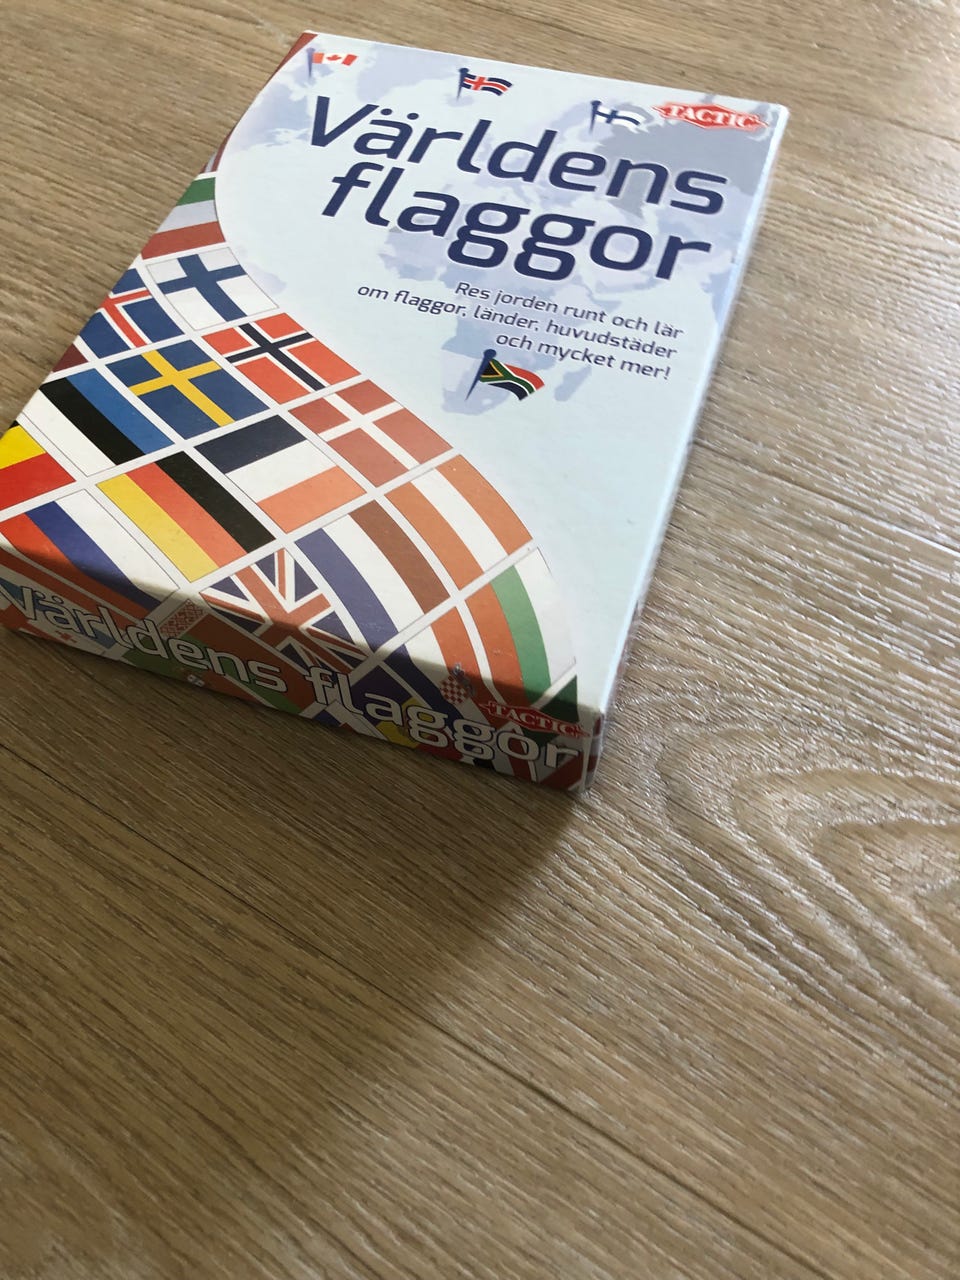 TACTIC
Världens
flaggor
Res jorden runt och lär
om flaggor, länder, huvudstäder
och mycket mer!
Världens flaggor
TACTIC